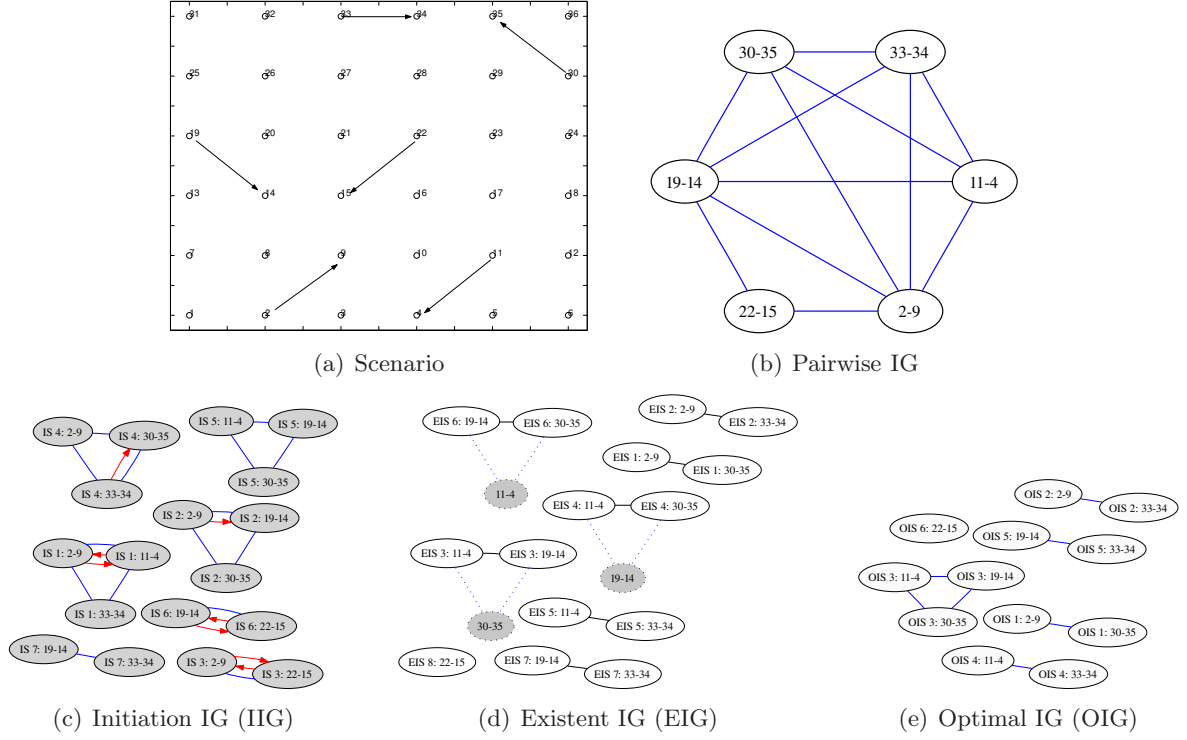 31 32 33 34 35 36
25 26 27 28 29 30
19 20 21 22 23 24
13 14 15 16 17 18
7 8 9 10 11 12
1 2 3 4 5 6
(a) Scenario
30-35 33-34
19-14 11-4
22-15 2-9
(b) Pairwise IG
IS 4: 2-9
IS 4: 30-35
IS 4: 33-34
IS 5: 11-4
IS 5: 19-14
IS 5: 30-35
IS 2: 2-9
IS 2: 19-14
IS 2: 30-35
IS 1: 2-9
IS 1: 11-4
IS 1: 33-34
IS 6: 19-14
IS 6: 22-15
IS 7: 19-14
IS 7: 33-34
IS 3: 2-9
IS 3: 22-15
(c) Initiation IG (IIG)
EIS 6: 19-14
EIS 6: 30-35
11-4
EIS 2: 2-9
EIS 2: 33-34
EIS 1: 2-9
EIS 1: 30-35
EIS 4: 11-4
EIS 4: 30-35
19-14
EIS 3: 11-4
EIS 3: 19-14
30-35
EIS 5: 11-4
EIS 5: 33-34
EIS 8: 22-15
EIS 7: 19-14
EIS 7: 33-34
(d) Existent IG (EIG)
OIS 2: 2-9
OIS 2: 33-34
OIS 6: 22-15
OIS 5: 19-14
OIS 5: 33-34
OIS 3: 11-4
OIS 3: 19-14
OIS 3: 30-35
OIS 1: 2-9
OIS 1: 30-35
OIS 4: 11-4
OIS 4: 33-34
(e) Optimal IG (OIG)